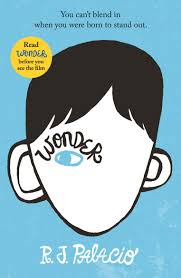 You can't blend in
when you were born to stand out.
Read
WONDER
before you
see the film
WONDER
R. J. PALACIO